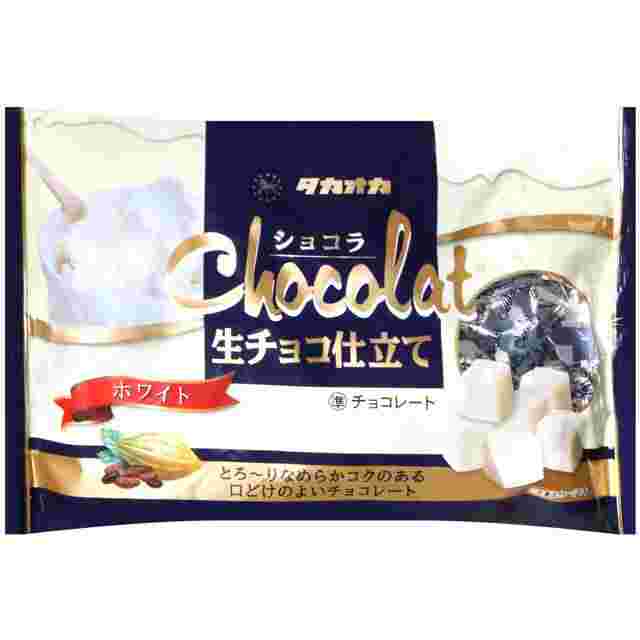 タカオカ
ショコラ
Chocolat
生チョコ仕立て
ホワイト
準 チョコレート
とろ〜りなめらかコクのある
口どけのよいチョコレート